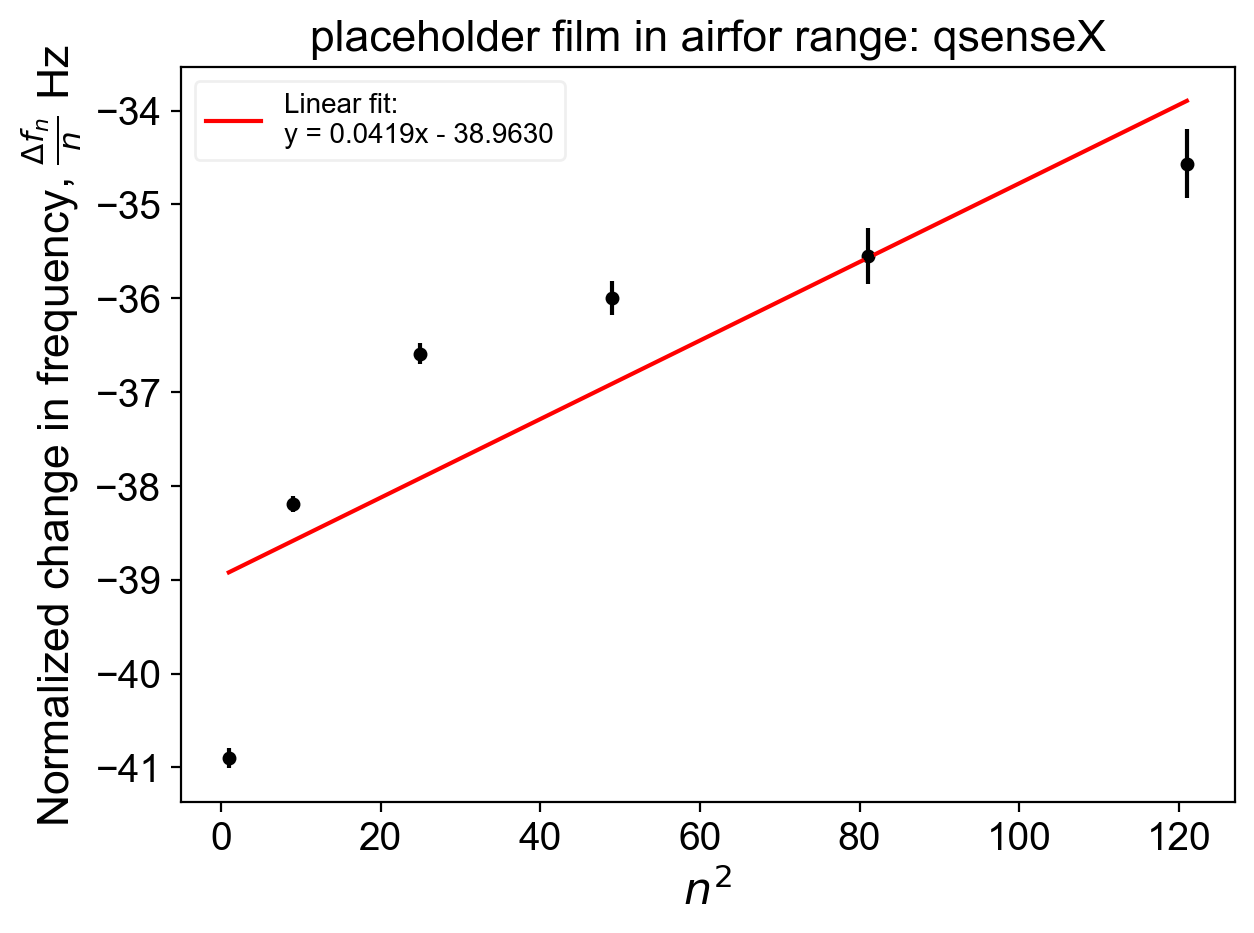 placeholder film in airfor range: qsenseX
Linear fit:
y = 0.0419x - 38.9630
Normalized change in frequency, Δfₙ/n Hz
−34
−35
−36
−37
−38
−39
−40
−41
0 20 40 60 80 100 120
n²